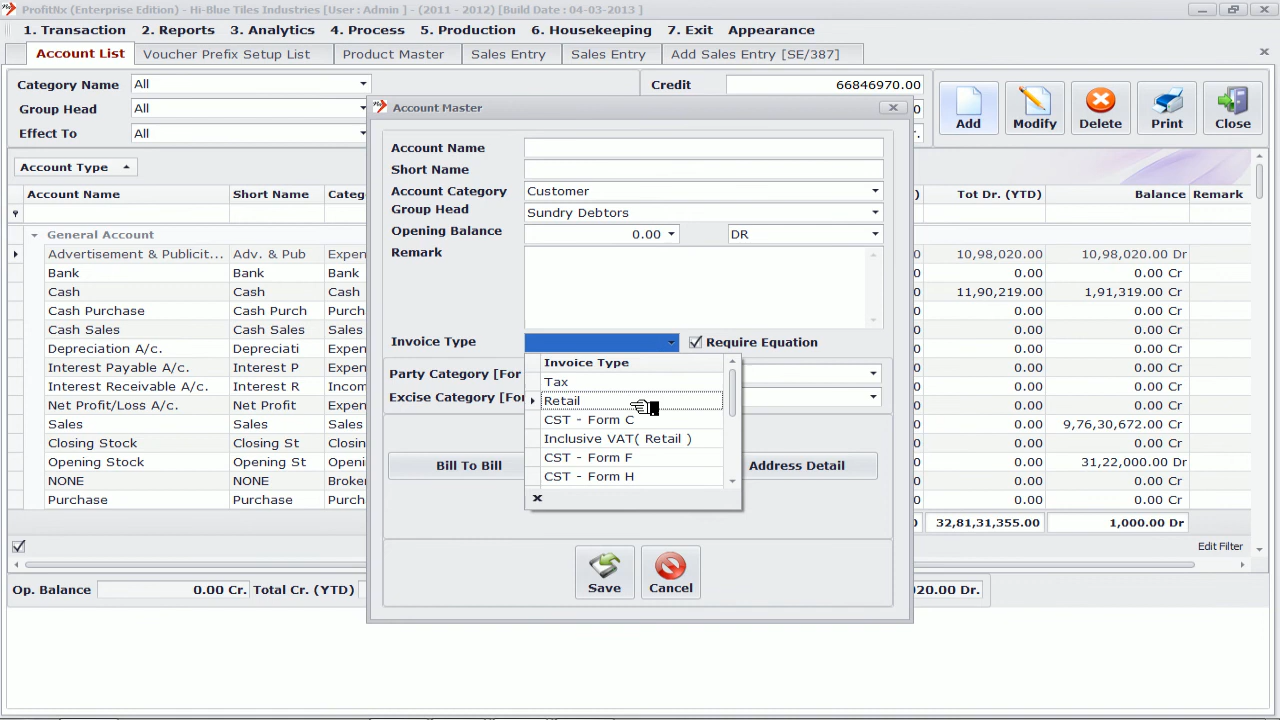 ProfitNx (Enterprise Edition) - Hi-Blue Tiles Industries [User : Admin ] - (2011 - 2012) [Build Date : 04-03-2013 ]
1. Transaction 2. Reports 3. Analytics 4. Process 5. Production 6. Housekeeping 7. Exit Appearance
Account List Voucher Prefix Setup List Product Master Sales Entry Sales Entry Add Sales Entry [SE/387]
Category Name All Credit 66846970.00
Group Head All
Effect To All
Add Modify Delete Print Close
Account Master
Account Name
Short Name
Account Category Customer
Group Head Sundry Debtors
Opening Balance 0.00 DR
Remark
Invoice Type Require Equation
Invoice Type
Tax
Retail
CST - Form C
Inclusive VAT( Retail )
CST - Form F
CST - Form H
Party Category [For
Excise Category [For
Bill To Bill Address Detail
Save Cancel
Account Type
Account Name Short Name Categ Tot Dr. (YTD) Balance Remark
General Account
Advertisement & Publicit... Adv. & Pub Expen 10,98,020.00 10,98,020.00 Dr
Bank Bank Expen 0.00 0.00 Cr
Cash Cash Expen 11,90,219.00 1,91,319.00 Cr
Cash Purchase Cash Purch Purch 0.00 0.00 Cr
Cash Sales Cash Sales Sales 0.00 0.00 Cr
Depreciation A/c. Depreciati Expen 0.00 0.00 Cr
Interest Payable A/c. Interest P Expen 0.00 0.00 Cr
Interest Receivable A/c. Interest R Incom 0.00 0.00 Cr
Net Profit/Loss A/c. Net Profit Expen 0.00 0.00 Cr
Sales Sales Sales 0.00 9,76,30,672.00 Cr
Closing Stock Closing St Expen 0.00 0.00 Cr
Opening Stock Opening St Expen 0.00 31,22,000.00 Dr
NONE NONE Broker 0.00 0.00 Cr
Purchase Purchase Purch 0.00 0.00 Cr
32,81,31,355.00 1,000.00 Dr
Edit Filter
Op. Balance 0.00 Cr. Total Cr. (YTD) 020.00 Dr.